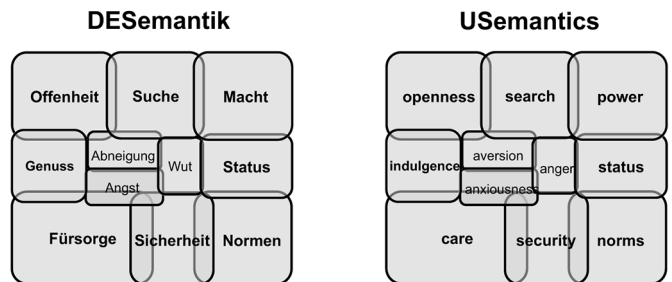 DESemantik
Offenheit Suche Macht
Genuss Abneigung Wut Status
Angst
Fürsorge Sicherheit Normen
USemantics
openness search power
indulgence aversion anger status
anxiousness
care security norms